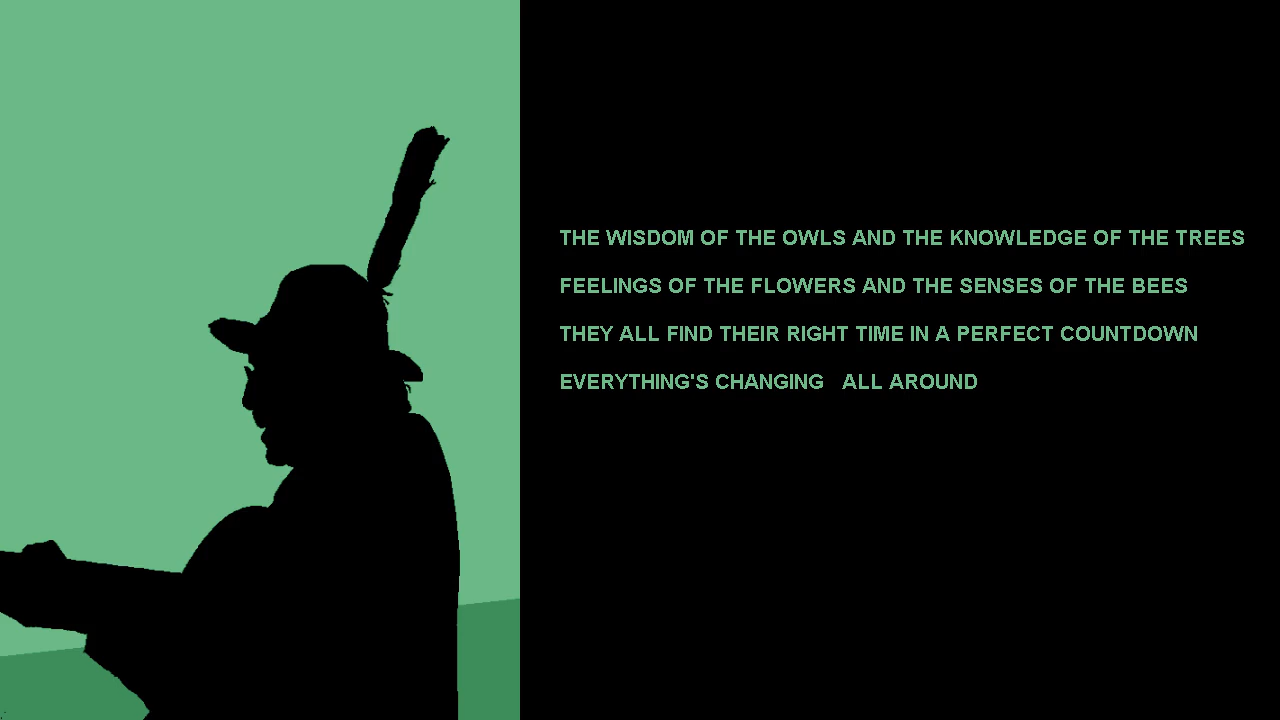 THE WISDOM OF THE OWLS AND THE KNOWLEDGE OF THE TREES
FEELINGS OF THE FLOWERS AND THE SENSES OF THE BEES
THEY ALL FIND THEIR RIGHT TIME IN A PERFECT COUNTDOWN
EVERYTHING'S CHANGING   ALL AROUND